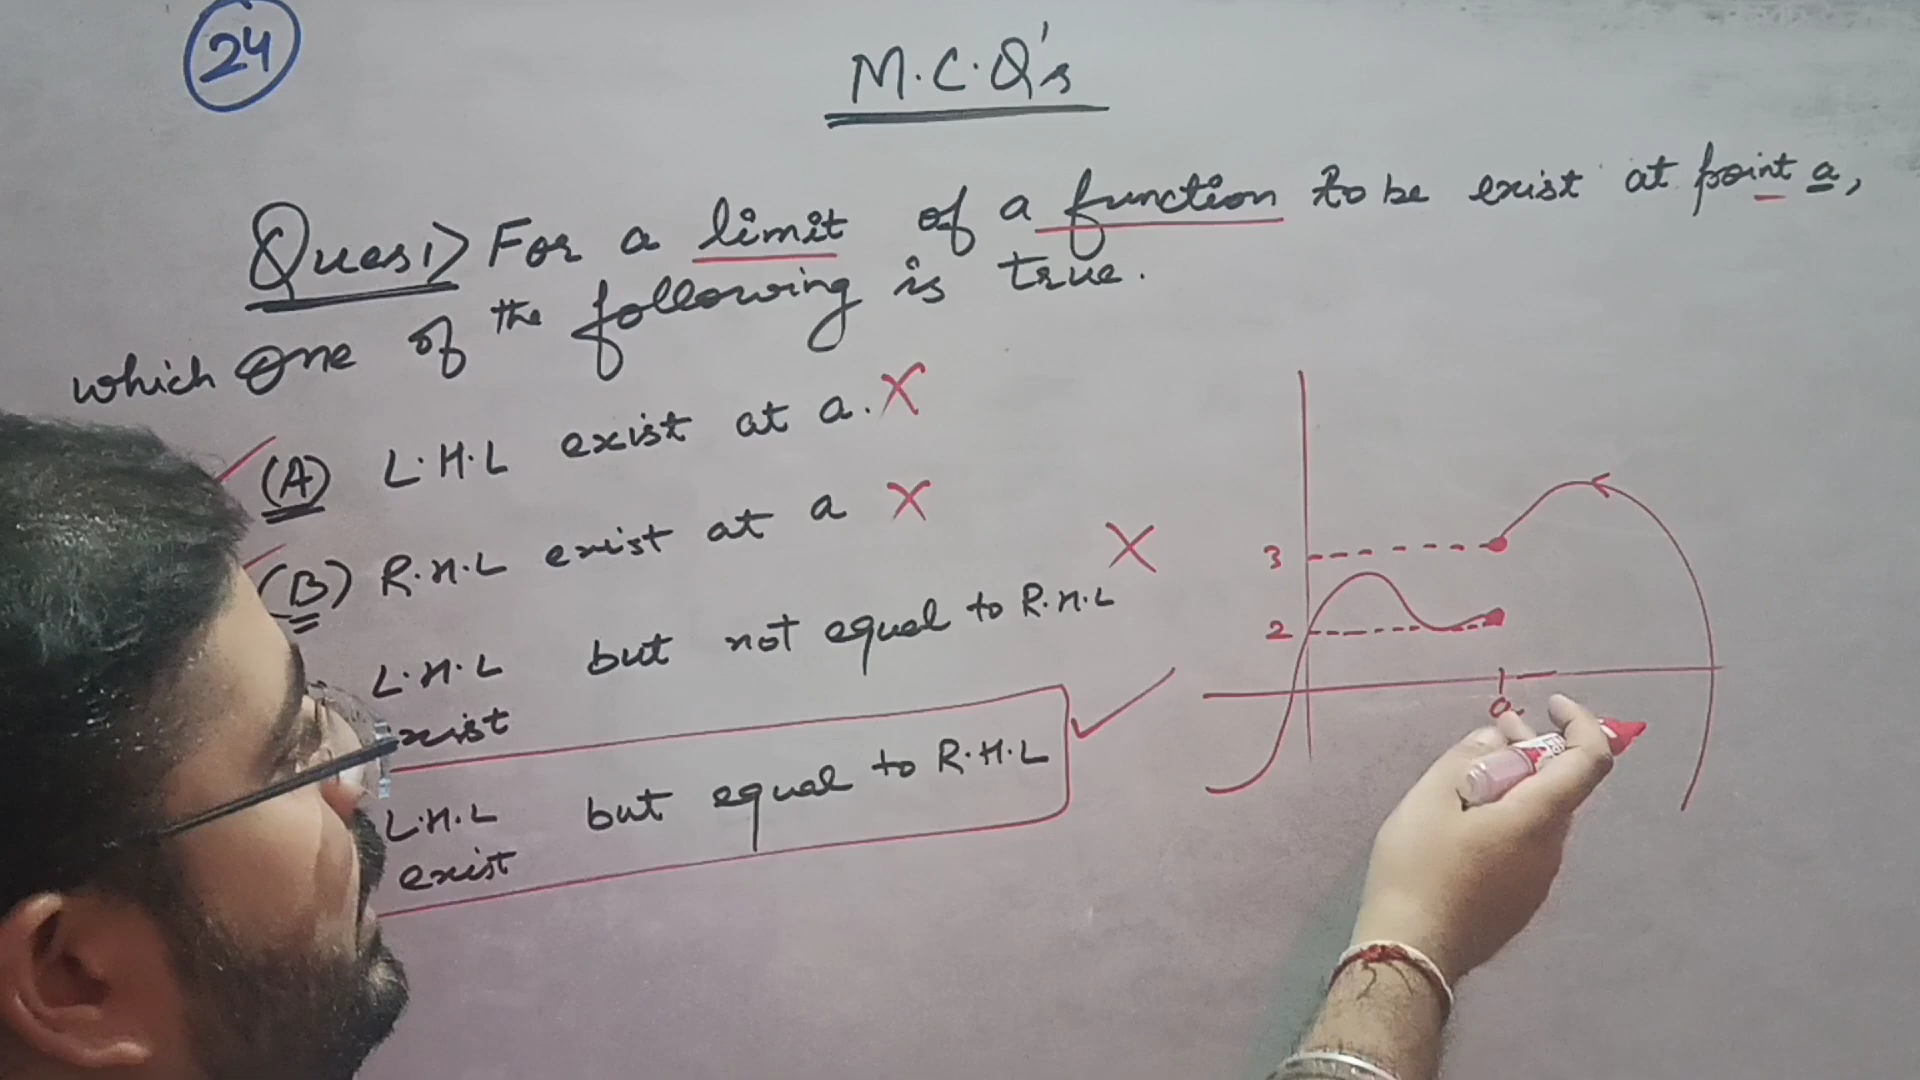 24
M.C.Q's
Ques1> For a limit of a function to be exist at point a,
which one of the following is true.
(A) L.H.L exist at a. X
(B) R.H.L exist at a X
L.H.L but not equal to R.H.L X
exist
L.H.L but equal to R.H.L
exist
3
2
a